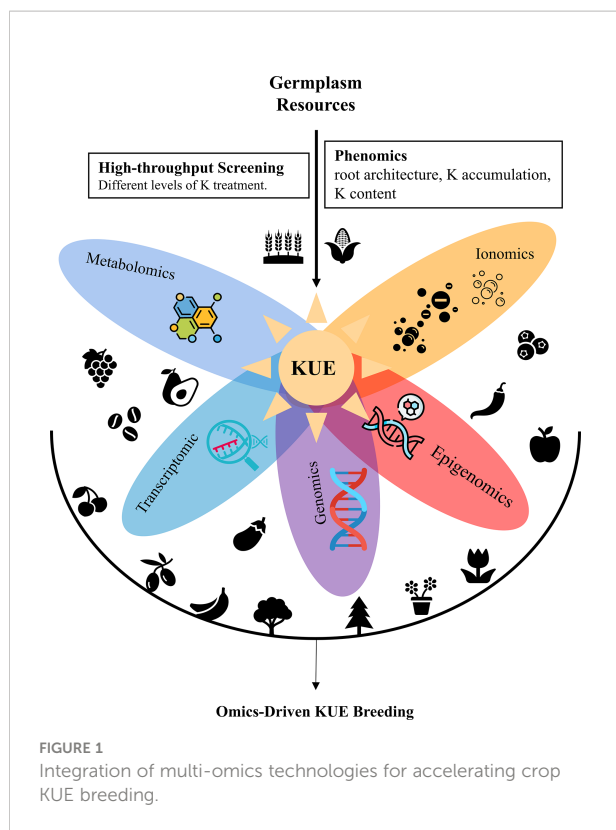 Germplasm
Resources
High-throughput Screening
Different levels of K treatment.
Phenomics
root architecture, K accumulation,
K content
Metabolomics
Ionomics
KUE
Transcriptomic
Genomics
Epigenomics
Omics-Driven KUE Breeding
FIGURE 1
Integration of multi-omics technologies for accelerating crop
KUE breeding.